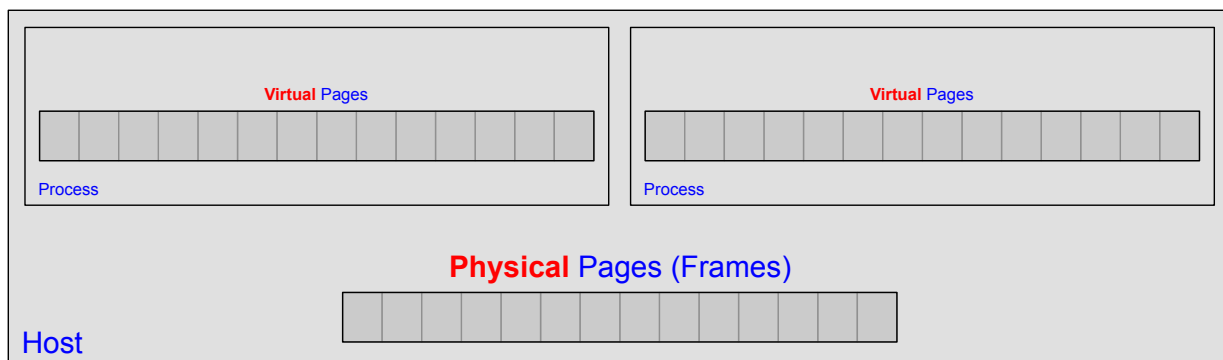 Virtual Pages
Process
Virtual Pages
Process
Physical Pages (Frames)
Host